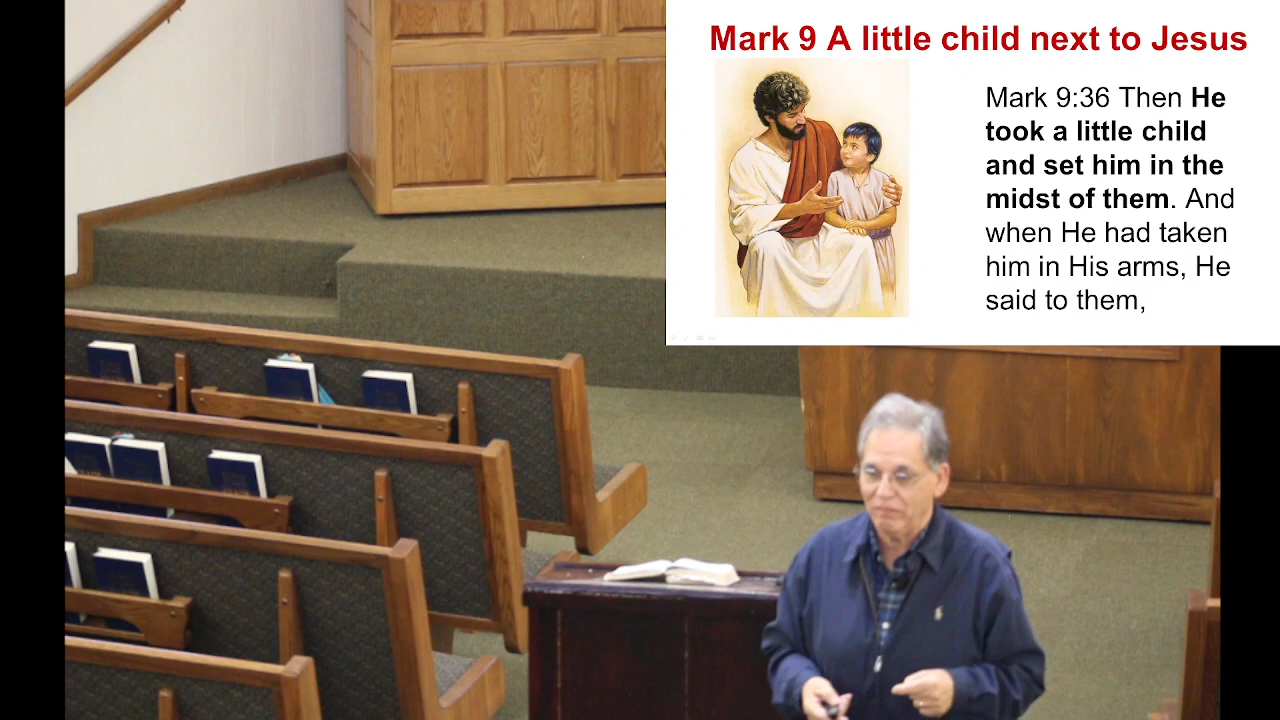 Mark 9 A little child next to Jesus
Mark 9:36 Then He
took a little child
and set him in the
midst of them. And
when He had taken
him in His arms, He
said to them,